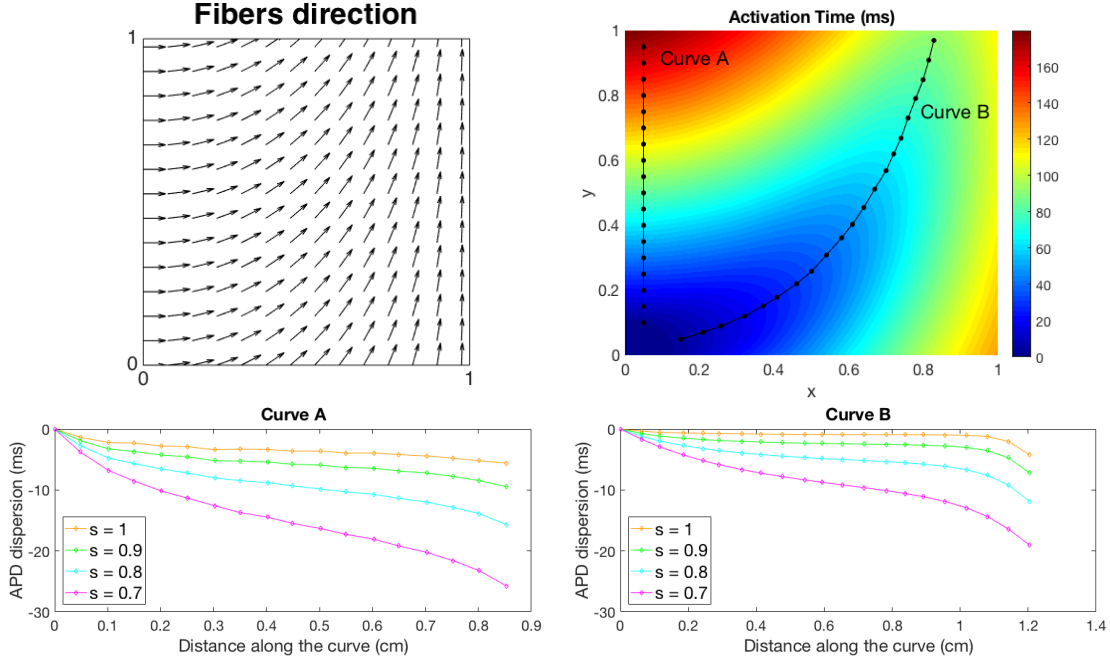 Fibers direction
1
0
0
1
Activation Time (ms)
Curve A
Curve B
1
0.8
0.6
0.4
0.2
0
y
0 0.2 0.4 0.6 0.8 1
x
160
140
120
100
80
60
40
20
0
Curve A
0
-10
-20
-30
APD dispersion (ms)
s = 1
s = 0.9
s = 0.8
s = 0.7
0 0.1 0.2 0.3 0.4 0.5 0.6 0.7 0.8 0.9
Distance along the curve (cm)
Curve B
0
-10
-20
-30
APD dispersion (ms)
s = 1
s = 0.9
s = 0.8
s = 0.7
0 0.2 0.4 0.6 0.8 1 1.2 1.4
Distance along the curve (cm)